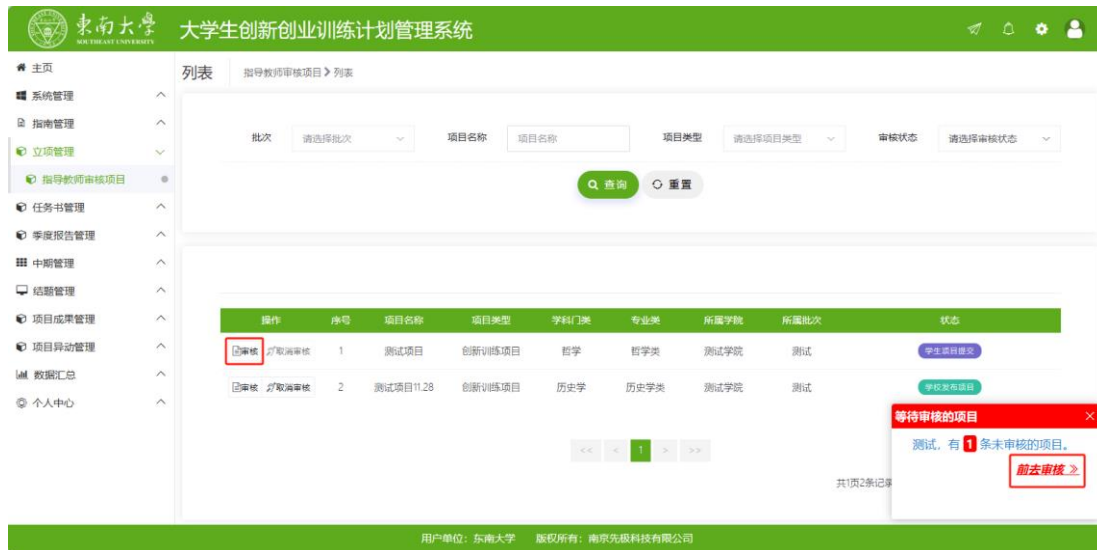 東南大學 大学生创新创业训练计划管理系统
SOUTHEAST UNIVERSITY
主页
系统管理
指南管理
立项管理
指导教师审核项目
任务书管理
季度报告管理
中期管理
结题管理
项目成果管理
项目异动管理
数据汇总
个人中心
列表 指导教师审核项目 列表
批次 请选择批次 项目名称 项目名称 项目类型 请选择项目类型 审核状态 请选择审核状态
查询 重置
操作 序号 项目名称 项目类型 学科门类 专业类 所属学院 所属批次 状态
审核 取消审核 1 测试项目 创新训练项目 哲学 哲学类 测试学院 测试 学生项目提交
审核 取消审核 2 测试项目11.28 创新训练项目 历史学 历史学类 测试学院 测试 学校发布项目
<< < 1 > >>
共1页2条记录
等待审核的项目 ×
测试，有 1 条未审核的项目。
前去审核 》
用户单位：东南大学 版权所有：南京先极科技有限公司